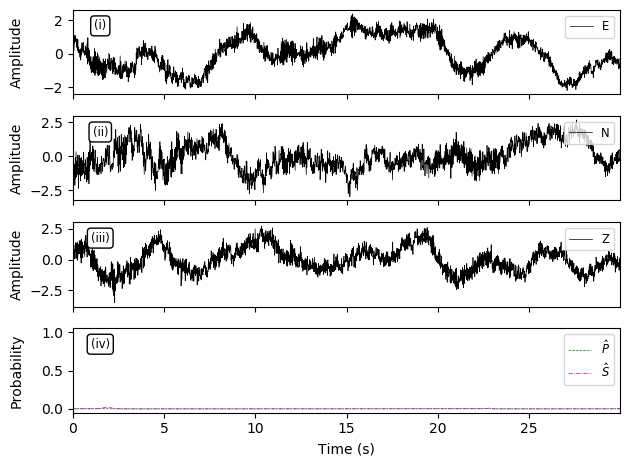 (i)
E
Amplitude
2
0
−2
(ii)
N
Amplitude
2.5
0.0
−2.5
(iii)
Z
Amplitude
2.5
0.0
−2.5
(iv)
P̂
Ŝ
Probability
1.0
0.5
0.0
0 5 10 15 20 25
Time (s)